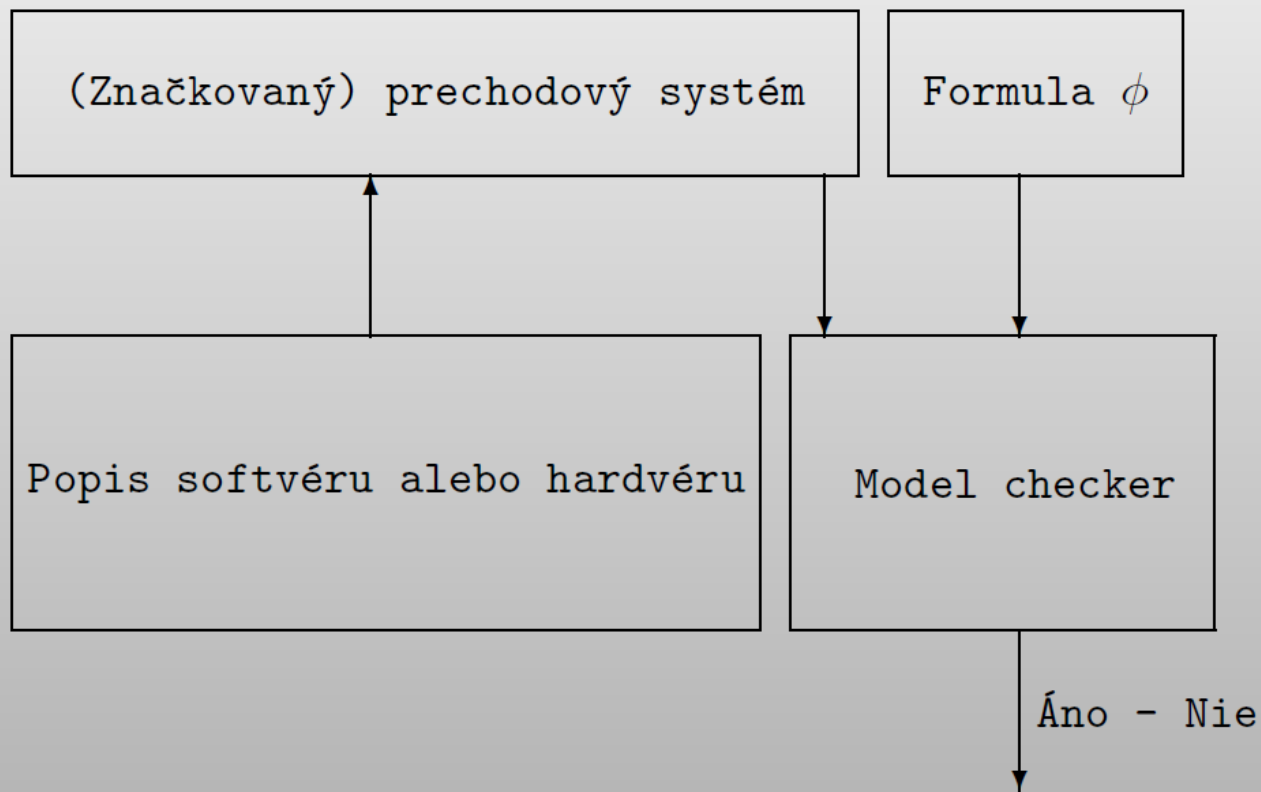 (Značkovaný) prechodový systém
Formula ϕ
Popis softvéru alebo hardvéru
Model checker
Áno - Nie